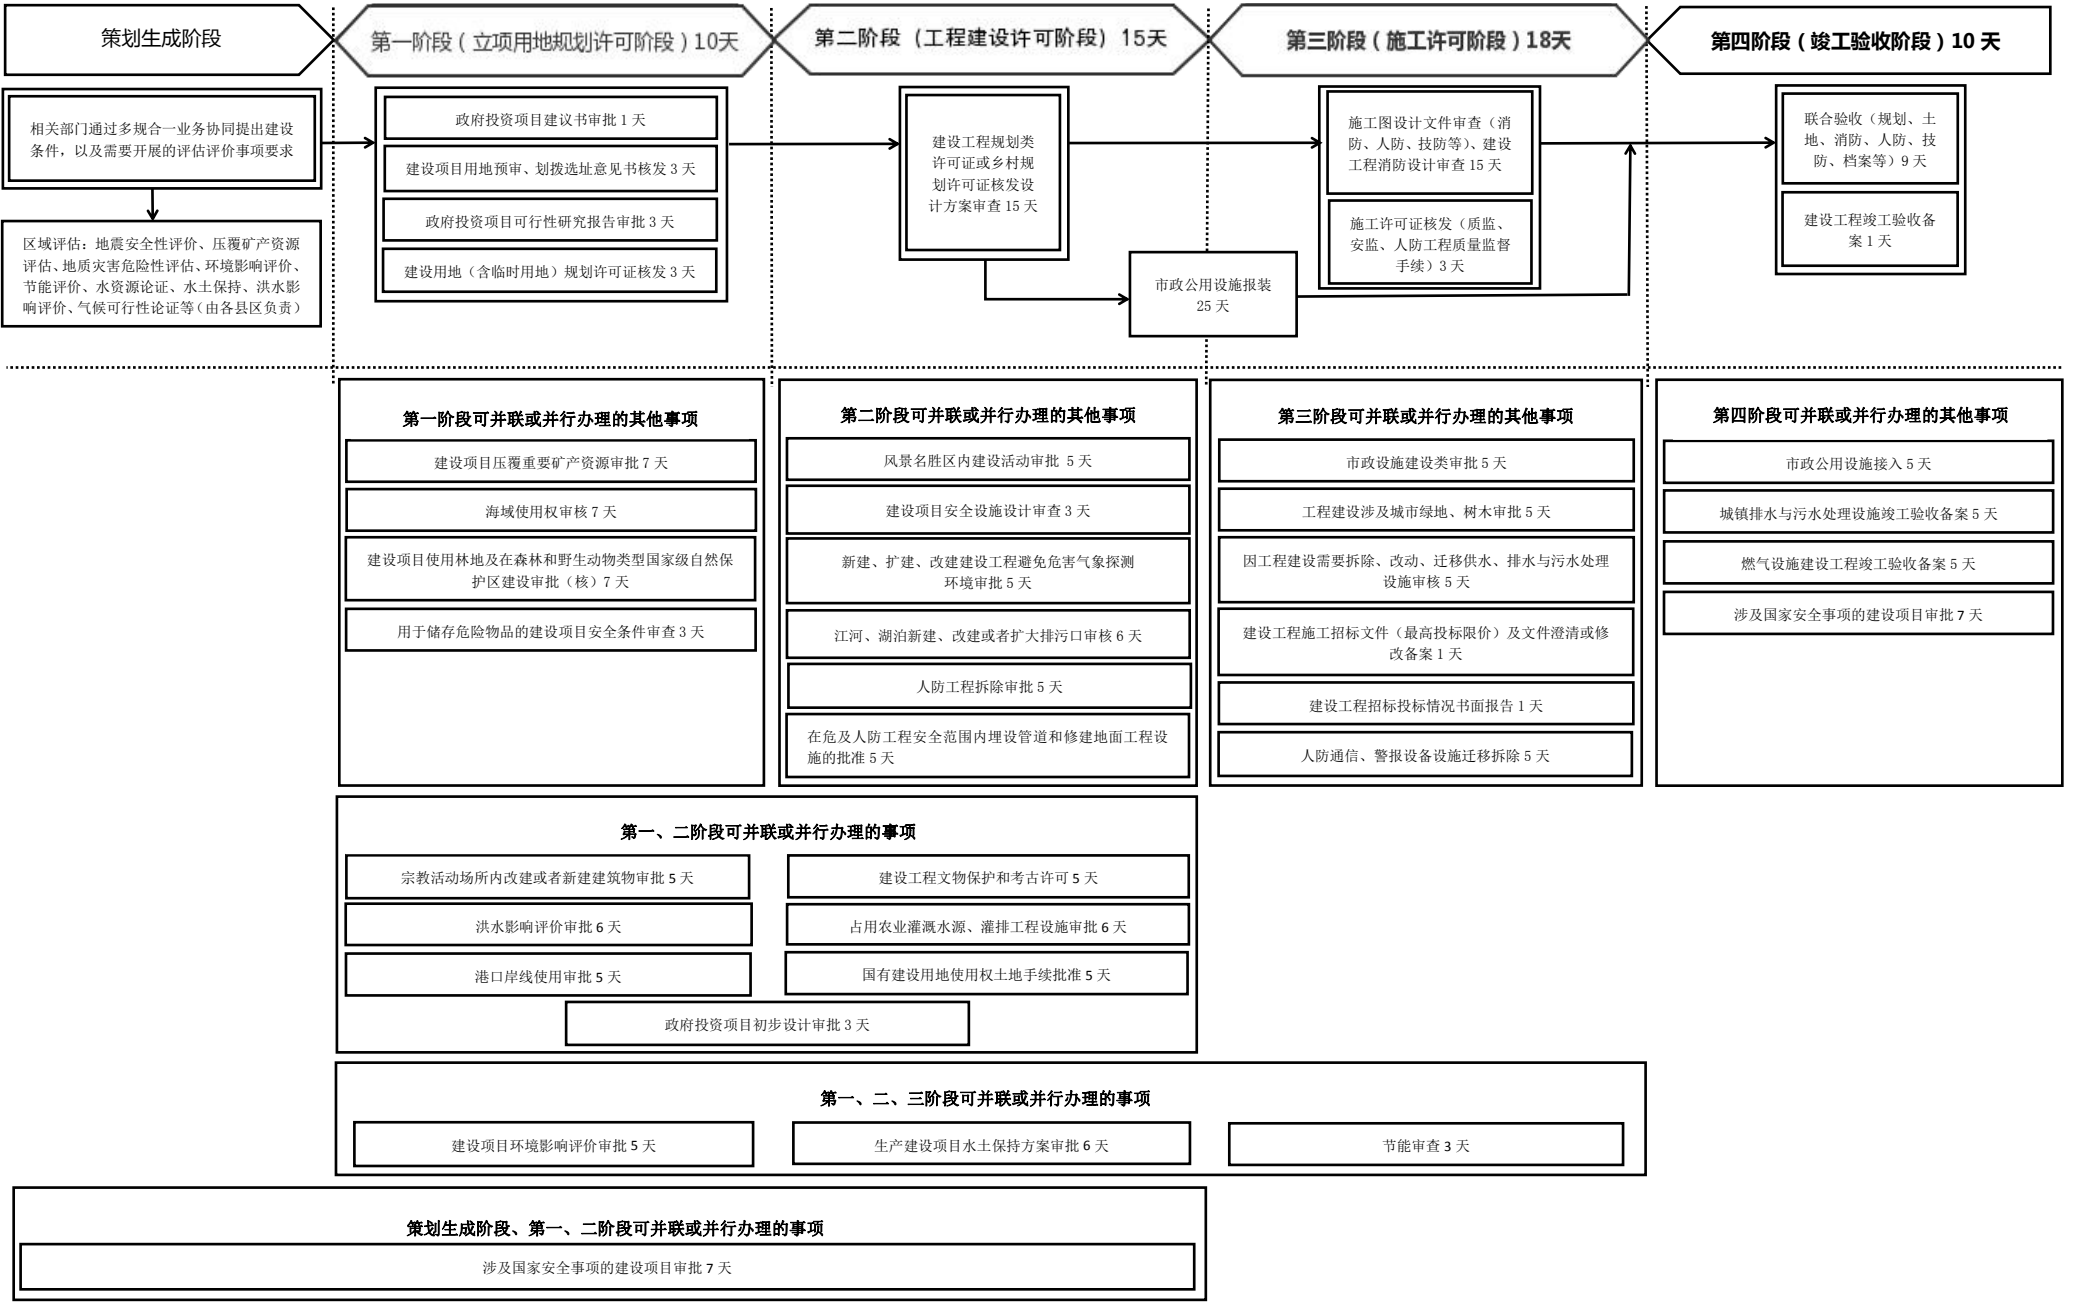 策划生成阶段
第一阶段（立项用地规划许可阶段）10天
第二阶段（工程建设许可阶段）15天
第三阶段（施工许可阶段）18天
第四阶段（竣工验收阶段）10 天
相关部门通过多规合一业务协同提出建设
条件，以及需要开展的评估评价事项要求
区域评估：地震安全性评价、压覆矿产资源
评估、地质灾害危险性评估、环境影响评价、
节能评价、水资源论证、水土保持、洪水影
响评价、气候可行性论证等（由各县区负责）
政府投资项目建议书审批 1 天
建设项目用地预审、划拨选址意见书核发 3 天
政府投资项目可行性研究报告审批 3 天
建设用地（含临时用地）规划许可证核发 3 天
建设工程规划类
许可证或乡村规
划许可证核发设
计方案审查 15 天
市政公用设施报装
25 天
施工图设计文件审查（消
防、人防、技防等）、建设
工程消防设计审查 15 天
施工许可证核发（质监、
安监、人防工程质量监督
手续）3 天
联合验收（规划、土
地、消防、人防、技
防、档案等）9 天
建设工程竣工验收备
案 1 天
第一阶段可并联或并行办理的其他事项
建设项目压覆重要矿产资源审批 7 天
海域使用权审核 7 天
建设项目使用林地及在森林和野生动物类型国家级自然保
护区建设审批（核）7 天
用于储存危险物品的建设项目安全条件审查 3 天
第二阶段可并联或并行办理的其他事项
风景名胜区内建设活动审批 5 天
建设项目安全设施设计审查 3 天
新建、扩建、改建建设工程避免危害气象探测
环境审批 5 天
江河、湖泊新建、改建或者扩大排污口审核 6 天
人防工程拆除审批 5 天
在危及人防工程安全范围内埋设管道和修建地面工程设
施的批准 5 天
第三阶段可并联或并行办理的其他事项
市政设施建设类审批 5 天
工程建设涉及城市绿地、树木审批 5 天
因工程建设需要拆除、改动、迁移供水、排水与污水处理
设施审核 5 天
建设工程施工招标文件（最高投标限价）及文件澄清或修
改备案 1 天
建设工程招标投标情况书面报告 1 天
人防通信、警报设备设施迁移拆除 5 天
第四阶段可并联或并行办理的其他事项
市政公用设施接入 5 天
城镇排水与污水处理设施竣工验收备案 5 天
燃气设施建设工程竣工验收备案 5 天
涉及国家安全事项的建设项目审批 7 天
第一、二阶段可并联或并行办理的事项
宗教活动场所内改建或者新建建筑物审批 5 天
建设工程文物保护和考古许可 5 天
洪水影响评价审批 6 天
占用农业灌溉水源、灌排工程设施审批 6 天
港口岸线使用审批 5 天
国有建设用地使用权土地手续批准 5 天
政府投资项目初步设计审批 3 天
第一、二、三阶段可并联或并行办理的事项
建设项目环境影响评价审批 5 天
生产建设项目水土保持方案审批 6 天
节能审查 3 天
策划生成阶段、第一、二阶段可并联或并行办理的事项
涉及国家安全事项的建设项目审批 7 天